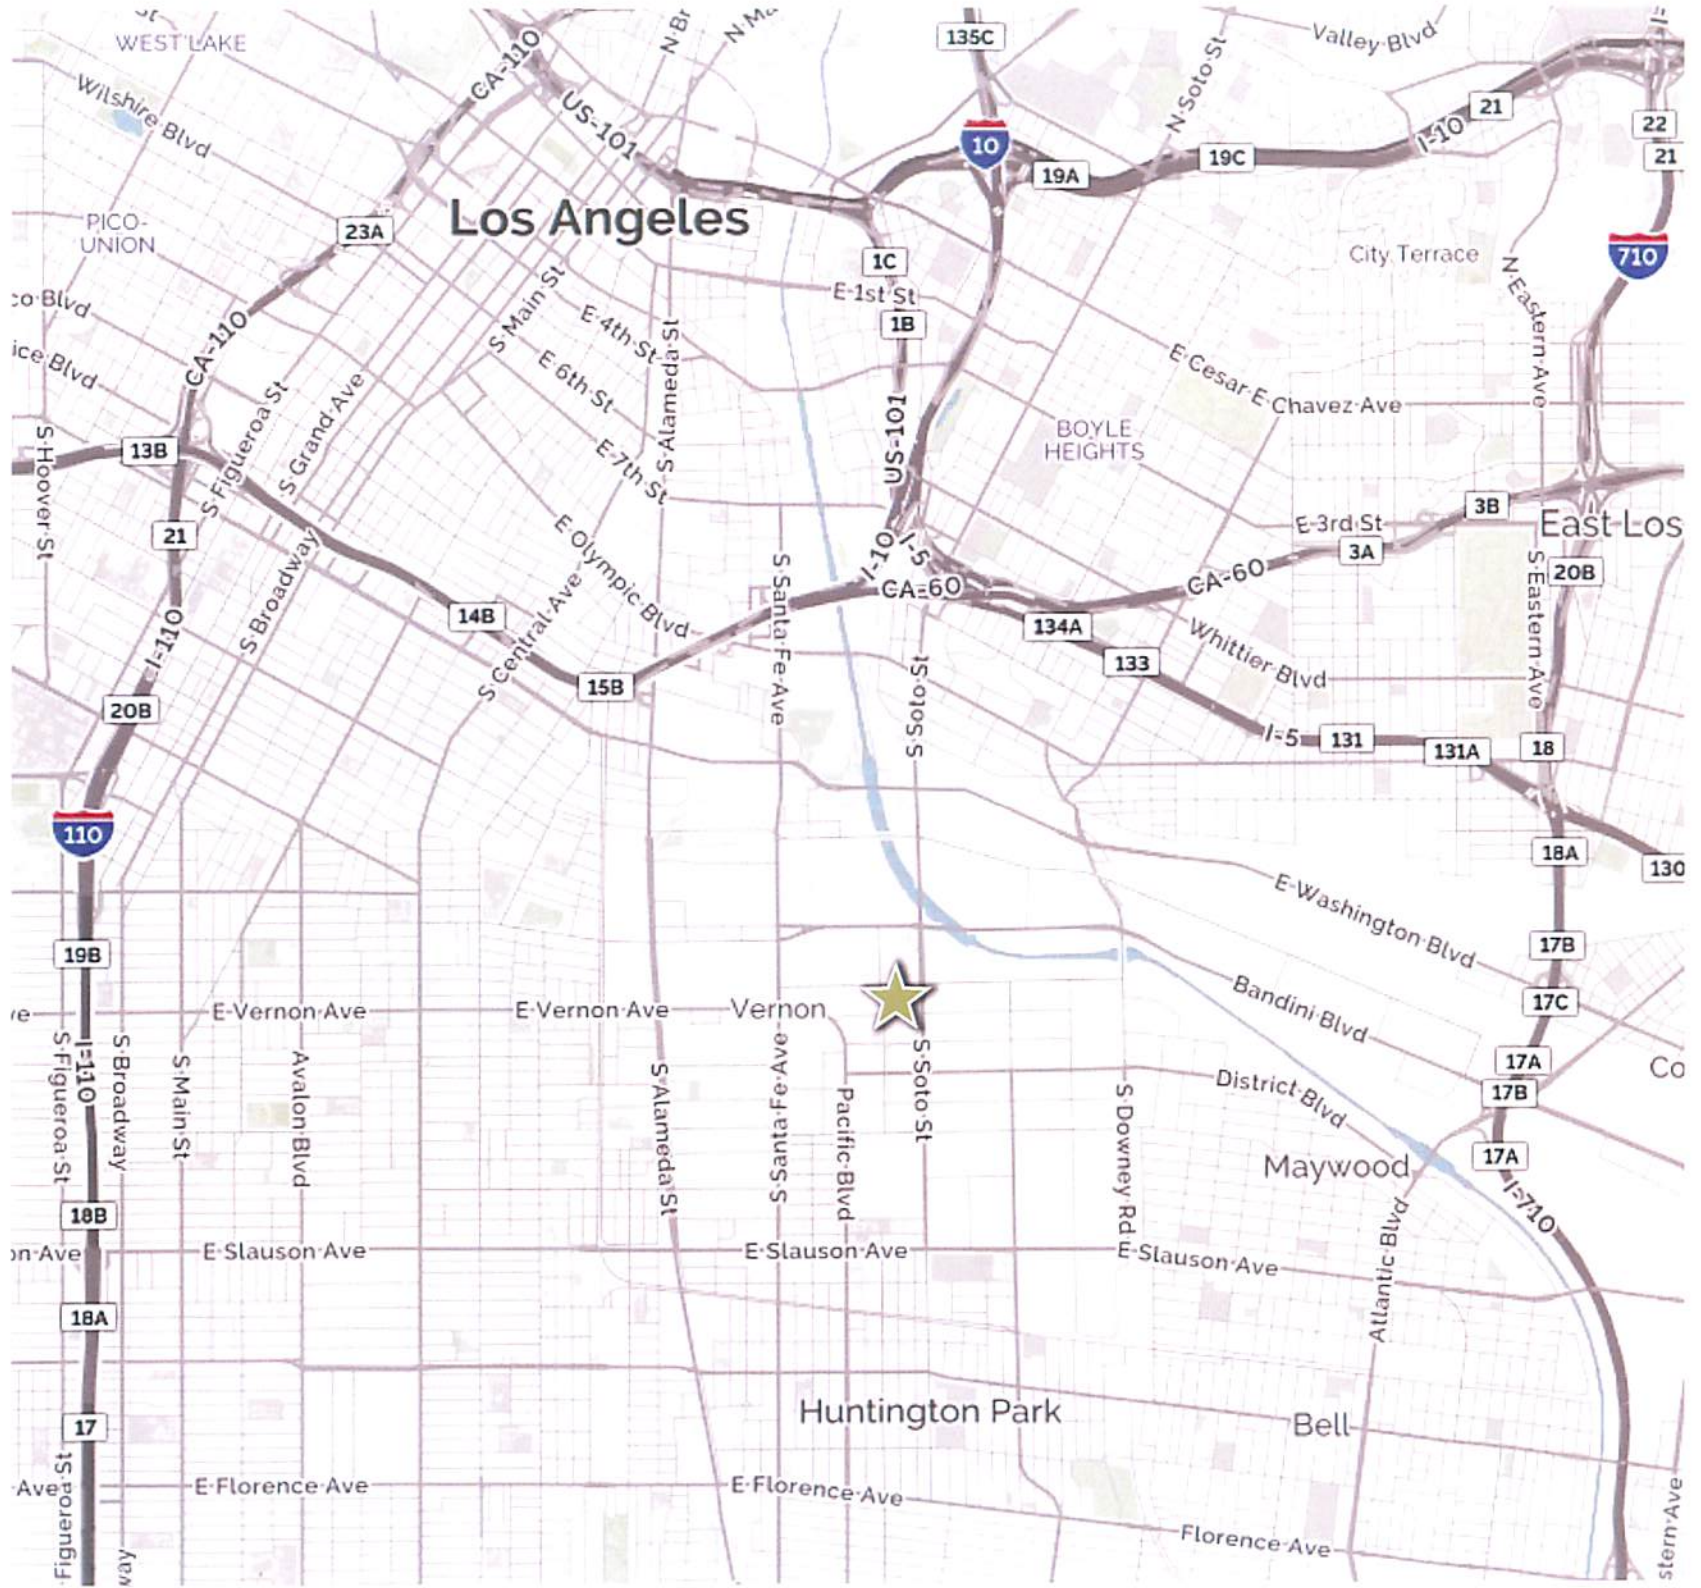 WESTLAKE
Wilshire Blvd
CA-110
US-101
135C
10
N Soto St
Valley Blvd
21
I-10
22
21
19C
19A
PICO-
UNION
23A
Los Angeles
1C
City Terrace
710
E 1st St
1B
N Eastern Ave
CA-110
S Main St
E 4th St
S Alameda St
E 6th St
E Cesar E Chavez Ave
BOYLE
HEIGHTS
13B
S Hoover St
S Figueroa St
S Grand Ave
E 7th St
US-101
21
E Olympic Blvd
I-10
I-5
CA-60
CA-60
E 3rd St
3A
3B
East Los
20B
S Eastern Ave
I-110
S Broadway
14B
S Central Ave
15B
S Santa Fe Ave
134A
133
Whittier Blvd
S Soto St
20B
I-5
131
131A
18
110
18A
130
E Washington Blvd
19B
17B
17C
E Vernon Ave
E Vernon Ave
Vernon
Bandini Blvd
S Figueroa St
I-110
S Broadway
S Main St
Avalon Blvd
S Alameda St
S Santa Fe Ave
Pacific Blvd
S Soto St
S Downey Rd
District Blvd
17A
17B
Maywood
17A
I-710
Atlantic Blvd
18B
E Slauson Ave
E Slauson Ave
E Slauson Ave
18A
17
Huntington Park
Bell
E Florence Ave
E Florence Ave
Florence Ave
Figueroa St